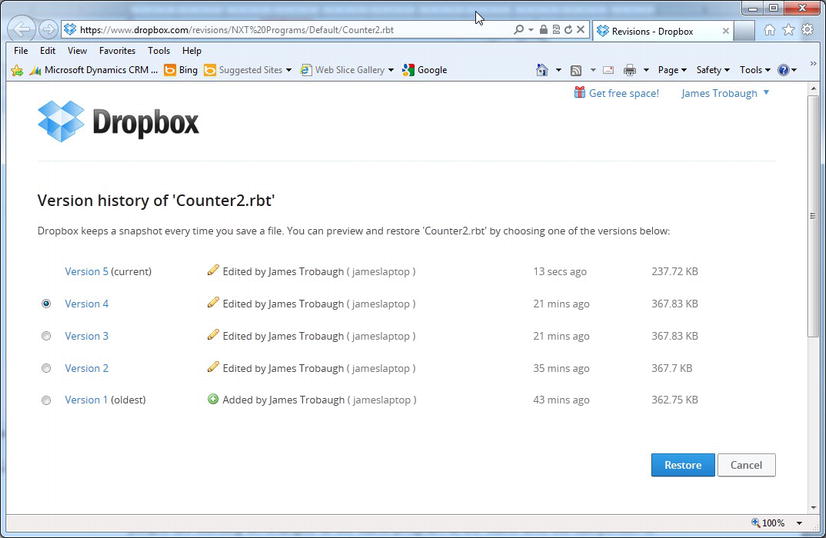 https://www.dropbox.com/revisions/NXT%20Programs/Default/Counter2.rbt
Revisions - Dropbox
File Edit View Favorites Tools Help
Microsoft Dynamics CRM ... Bing Suggested Sites Web Slice Gallery Google Page Safety Tools
Get free space! James Trobaugh
Dropbox
Version history of 'Counter2.rbt'
Dropbox keeps a snapshot every time you save a file. You can preview and restore 'Counter2.rbt' by choosing one of the versions below:
Version 5 (current) Edited by James Trobaugh ( jameslaptop ) 13 secs ago 237.72 KB
Version 4 Edited by James Trobaugh ( jameslaptop ) 21 mins ago 367.83 KB
Version 3 Edited by James Trobaugh ( jameslaptop ) 21 mins ago 367.83 KB
Version 2 Edited by James Trobaugh ( jameslaptop ) 35 mins ago 367.7 KB
Version 1 (oldest) Added by James Trobaugh ( jameslaptop ) 43 mins ago 362.75 KB
Restore Cancel
100%